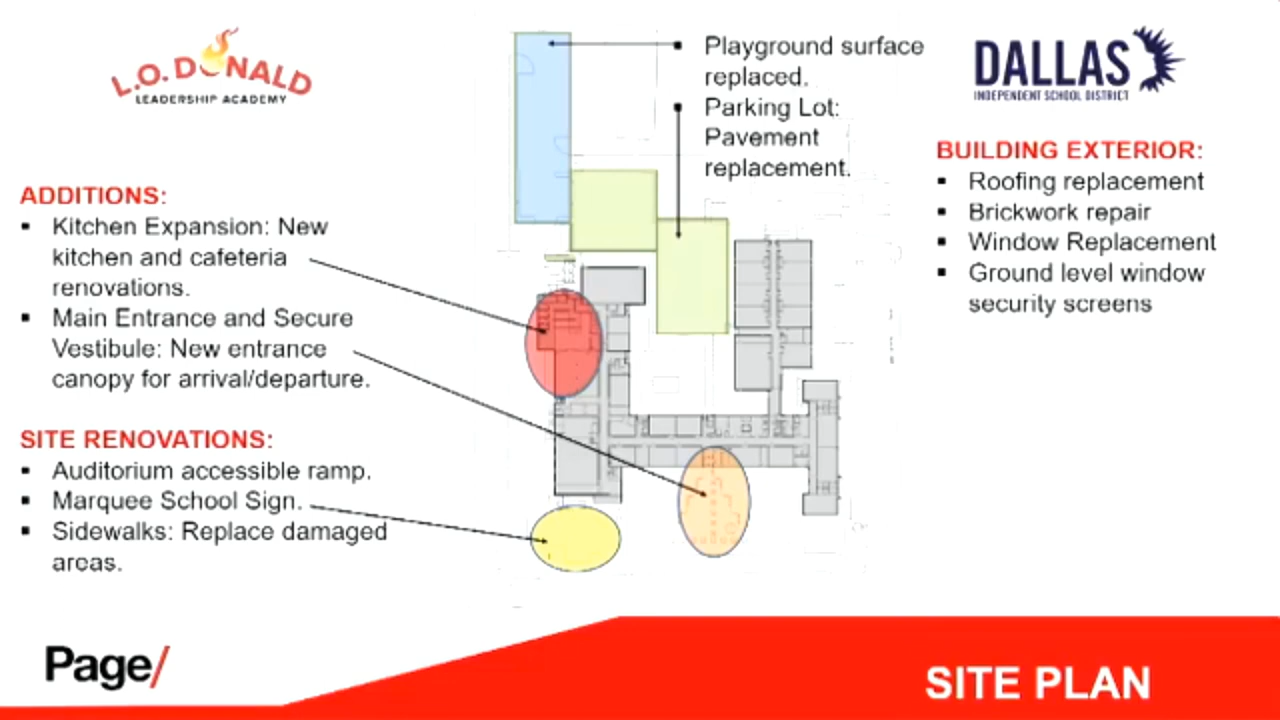 L.O. DONALD
LEADERSHIP ACADEMY
ADDITIONS:
▪ Kitchen Expansion: New
kitchen and cafeteria
renovations.
▪ Main Entrance and Secure
Vestibule: New entrance
canopy for arrival/departure.
SITE RENOVATIONS:
▪ Auditorium accessible ramp.
▪ Marquee School Sign.
▪ Sidewalks: Replace damaged
areas.
▪ Playground surface
replaced.
▪ Parking Lot:
Pavement
replacement.
DALLAS
INDEPENDENT SCHOOL DISTRICT
BUILDING EXTERIOR:
▪ Roofing replacement
▪ Brickwork repair
▪ Window Replacement
▪ Ground level window
security screens
Page/
SITE PLAN